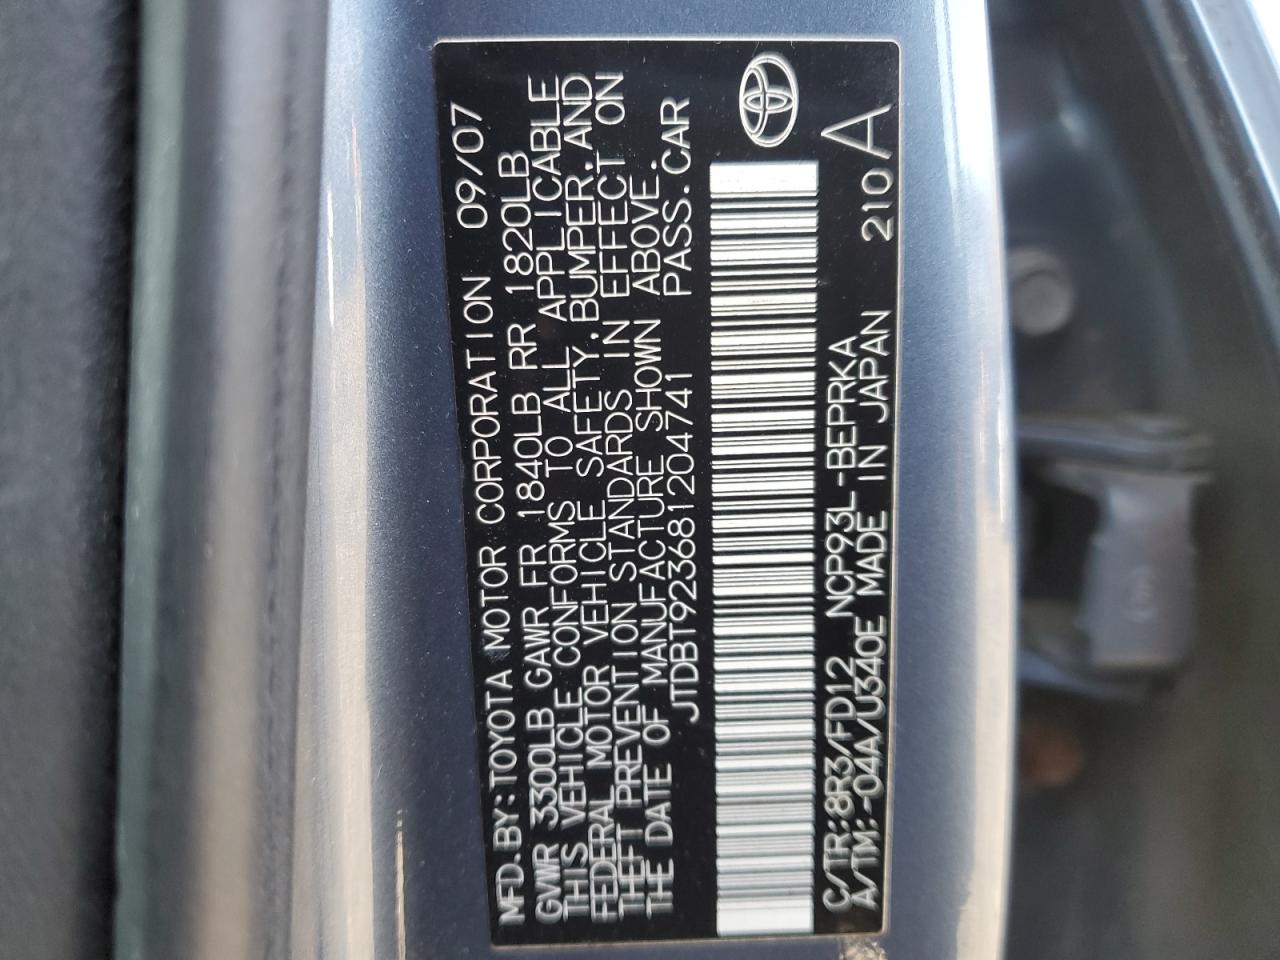 MFD.BY:TOYOTA MOTOR CORPORATION 09/07
GVWR 3300LB GAWR FR 1840LB RR 1820LB
THIS VEHICLE CONFORMS TO ALL APPLICABLE
FEDERAL MOTOR VEHICLE SAFETY,BUMPER,AND
THEFT PREVENTION STANDARDS IN EFFECT ON
THE DATE OF MANUFACTURE SHOWN ABOVE.
JTDBT923681204741 PASS.CAR
C/TR:8R3/FD12 NCP93L-BEPRKA
A/TM:-04A/U340E MADE IN JAPAN 210 A